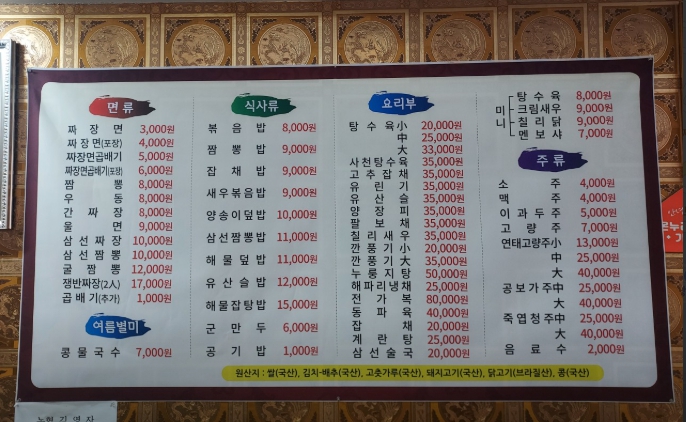 면류
짜장면 3,000원
짜장면(포장) 4,000원
짜장면곱배기 5,000원
짜장면곱배기(포장) 6,000원
짬뽕 8,000원
우동 8,000원
간짜장 8,000원
울면 9,000원
삼선짜장 10,000원
삼선짬뽕 10,000원
굴짬뽕 12,000원
쟁반짜장(2인) 17,000원
곱배기(추가) 1,000원
여름별미
콩물국수 7,000원
식사류
볶음밥 8,000원
짬뽕밥 9,000원
잡채밥 9,000원
새우볶음밥 9,000원
양송이덮밥 10,000원
삼선짬뽕밥 11,000원
해물덮밥 11,000원
유산슬밥 12,000원
해물잡탕밥 15,000원
군만두 6,000원
공기밥 1,000원
요리부
탕수육小 20,000원
中 25,000원
大 33,000원
사천탕수육 35,000원
고추잡채 35,000원
유린기 35,000원
유산슬 35,000원
양장피 35,000원
팔보채 35,000원
칠리새우 35,000원
깐풍기小 20,000원
깐풍기大 35,000원
누룽지탕 50,000원
해파리냉채 25,000원
전가복 80,000원
동파육 40,000원
잡채 20,000원
계란탕 25,000원
삼선술국 20,000원
미니
탕수육 8,000원
크림새우 9,000원
칠리닭 9,000원
멘보샤 7,000원
주류
소주 4,000원
맥주 4,000원
이과두주 5,000원
고량주 7,000원
연태고량주小 13,000원
中 25,000원
大 40,000원
공보가주中 25,000원
大 40,000원
죽엽청주中 25,000원
大 40,000원
음료수 2,000원
원산지 : 쌀(국산), 김치-배추(국산), 고춧가루(국산), 돼지고기(국산), 닭고기(브라질산), 콩(국산)